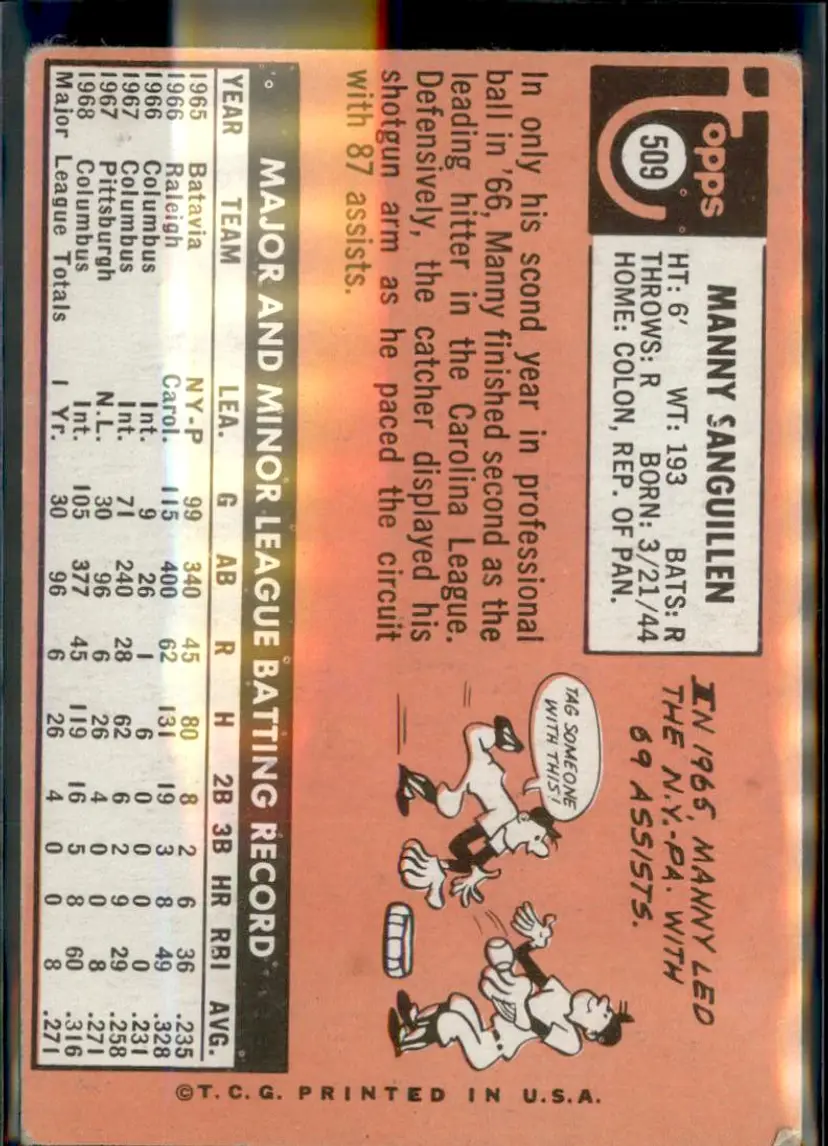 Topps
509
MANNY SANGUILLEN
HT: 6' WT: 193 BATS: R
THROWS: R BORN: 3/21/44
HOME: COLON, REP. OF PAN.
In only his scond year in professional
ball in '66, Manny finished second as the
leading hitter in the Carolina League.
Defensively, the catcher displayed his
shotgun arm as he paced the circuit
with 87 assists.
IN 1965, MANNY LED
THE N.Y.-PA. WITH
69 ASSISTS.
TAG SOMEONE
WITH THIS!
MAJOR AND MINOR LEAGUE BATTING RECORD
YEAR TEAM LEA. G AB R H 2B 3B HR RBI AVG.
1965 Batavia NY-P 99 340 45 80 8 2 6 36 .235
1966 Raleigh Carol. 115 400 62 131 19 3 8 49 .328
1966 Columbus Int. 9 26 1 6 0 0 0 0 .231
1967 Columbus Int. 71 240 28 62 6 2 9 29 .258
1967 Pittsburgh N.L. 30 96 6 26 4 0 0 8 .271
1968 Columbus Int. 105 377 45 119 16 5 8 60 .316
Major League Totals 1 Yr. 30 96 6 26 4 0 0 8 .271
©T.C.G. PRINTED IN U.S.A.